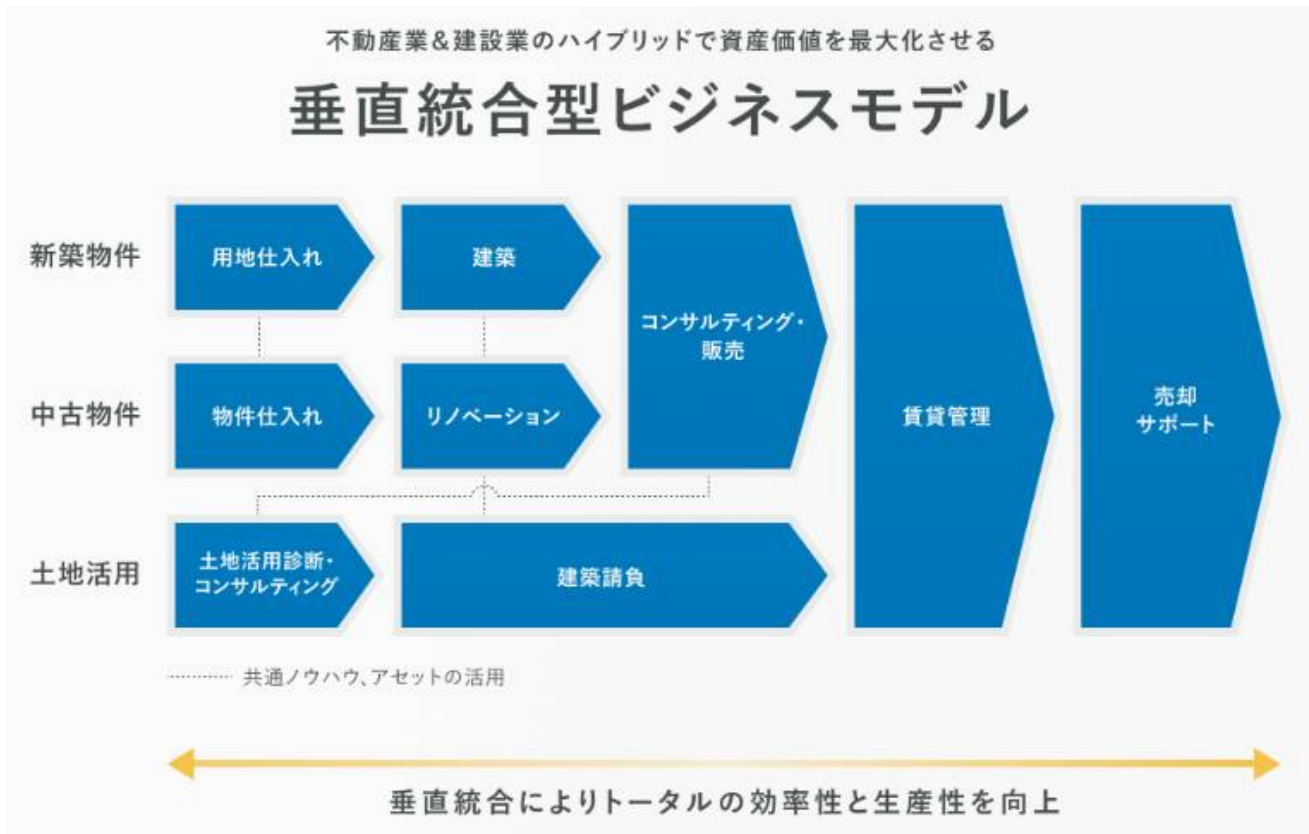 不動産業&建設業のハイブリッドで資産価値を最大化させる
垂直統合型ビジネスモデル
新築物件
用地仕入れ
建築
コンサルティング・
販売
中古物件
物件仕入れ
リノベーション
賃貸管理
売却
サポート
土地活用
土地活用診断・
コンサルティング
建築請負
共通ノウハウ、アセットの活用
垂直統合によりトータルの効率性と生産性を向上